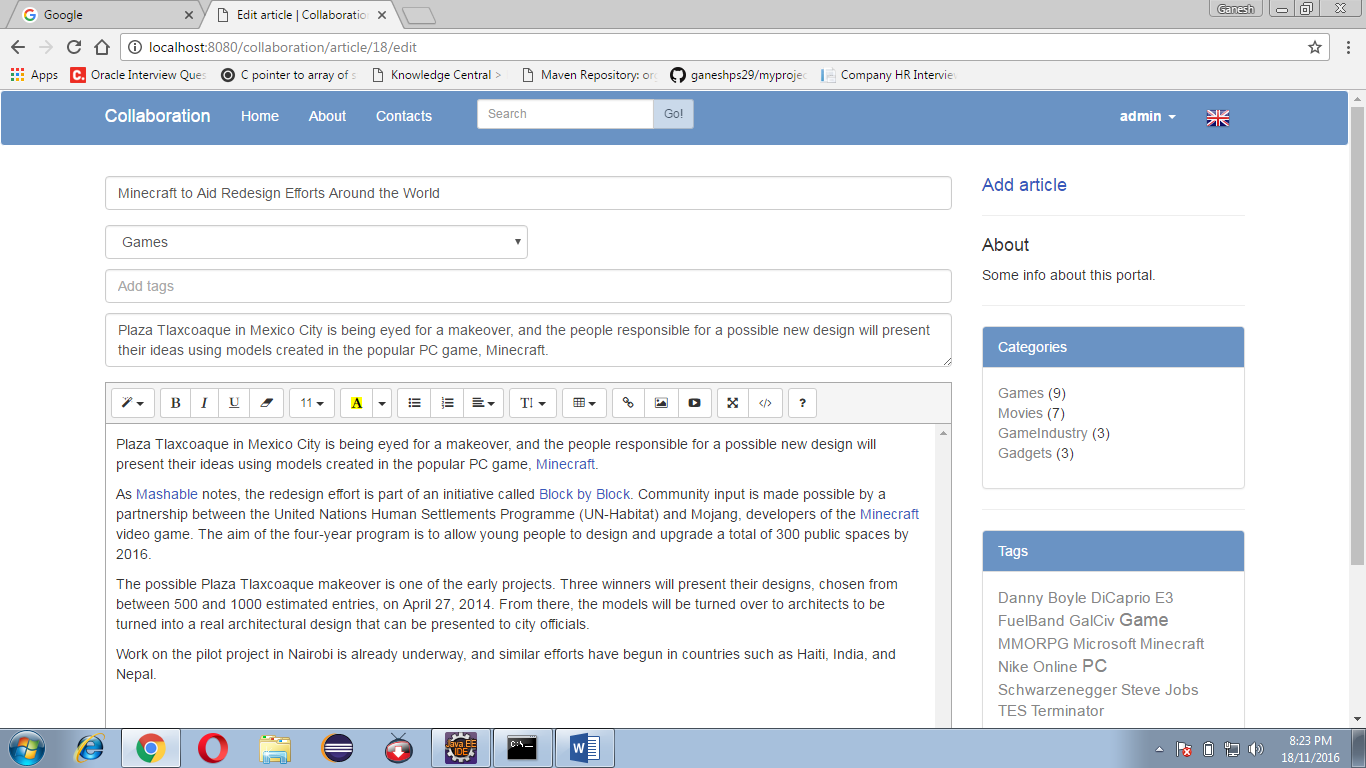 Google
Edit article | Collaboratio
Ganesh
localhost:8080/collaboration/article/18/edit
Apps
Oracle Interview Ques
C pointer to array of s
Knowledge Central >
Maven Repository: or
ganeshps29/myproje
Company HR Intervie
Collaboration
Home
About
Contacts
Search
Go!
admin
Minecraft to Aid Redesign Efforts Around the World
Games
Add tags
Plaza Tlaxcoaque in Mexico City is being eyed for a makeover, and the people responsible for a possible new design will present
their ideas using models created in the popular PC game, Minecraft.
B I U 11 A T ?
Plaza Tlaxcoaque in Mexico City is being eyed for a makeover, and the people responsible for a possible new design will
present their ideas using models created in the popular PC game, Minecraft.
As Mashable notes, the redesign effort is part of an initiative called Block by Block. Community input is made possible by a
partnership between the United Nations Human Settlements Programme (UN-Habitat) and Mojang, developers of the Minecraft
video game. The aim of the four-year program is to allow young people to design and upgrade a total of 300 public spaces by
2016.
The possible Plaza Tlaxcoaque makeover is one of the early projects. Three winners will present their designs, chosen from
between 500 and 1000 estimated entries, on April 27, 2014. From there, the models will be turned over to architects to be
turned into a real architectural design that can be presented to city officials.
Work on the pilot project in Nairobi is already underway, and similar efforts have begun in countries such as Haiti, India, and
Nepal.
Add article
About
Some info about this portal.
Categories
Games (9)
Movies (7)
GameIndustry (3)
Gadgets (3)
Tags
Danny Boyle DiCaprio E3
FuelBand GalCiv Game
MMORPG Microsoft Minecraft
Nike Online PC
Schwarzenegger Steve Jobs
TES Terminator
Java EE
IDE
8:23 PM
18/11/2016